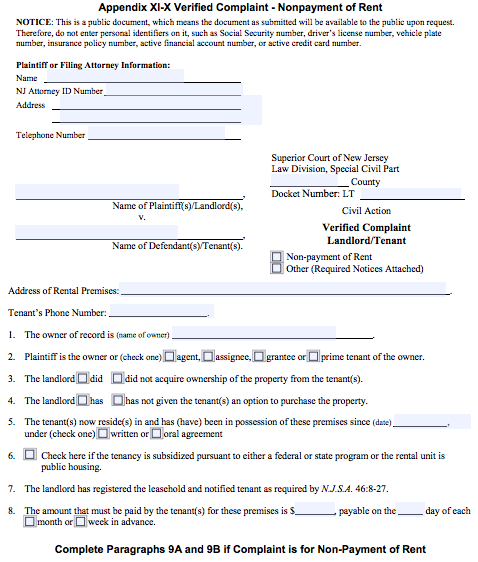 Appendix XI-X Verified Complaint - Nonpayment of Rent
NOTICE: This is a public document, which means the document as submitted will be available to the public upon request.
Therefore, do not enter personal identifiers on it, such as Social Security number, driver's license number, vehicle plate
number, insurance policy number, active financial account number, or active credit card number.
Plaintiff or Filing Attorney Information:
Name
NJ Attorney ID Number
Address
Telephone Number
Superior Court of New Jersey
Law Division, Special Civil Part
County
Docket Number: LT
Civil Action
Verified Complaint
Landlord/Tenant
Non-payment of Rent
Other (Required Notices Attached)
,
Name of Plaintiff(s)/Landlord(s),
v.
,
Name of Defendant(s)/Tenant(s).
Address of Rental Premises: .
Tenant's Phone Number: .
1. The owner of record is (name of owner) .
2. Plaintiff is the owner or (check one) agent, assignee, grantee or prime tenant of the owner.
3. The landlord did did not acquire ownership of the property from the tenant(s).
4. The landlord has has not given the tenant(s) an option to purchase the property.
5. The tenant(s) now reside(s) in and has (have) been in possession of these premises since (date) ,
under (check one) written or oral agreement
6. Check here if the tenancy is subsidized pursuant to either a federal or state program or the rental unit is
public housing.
7. The landlord has registered the leasehold and notified tenant as required by N.J.S.A. 46:8-27.
8. The amount that must be paid by the tenant(s) for these premises is $ , payable on the day of each
month or week in advance.
Complete Paragraphs 9A and 9B if Complaint is for Non-Payment of Rent